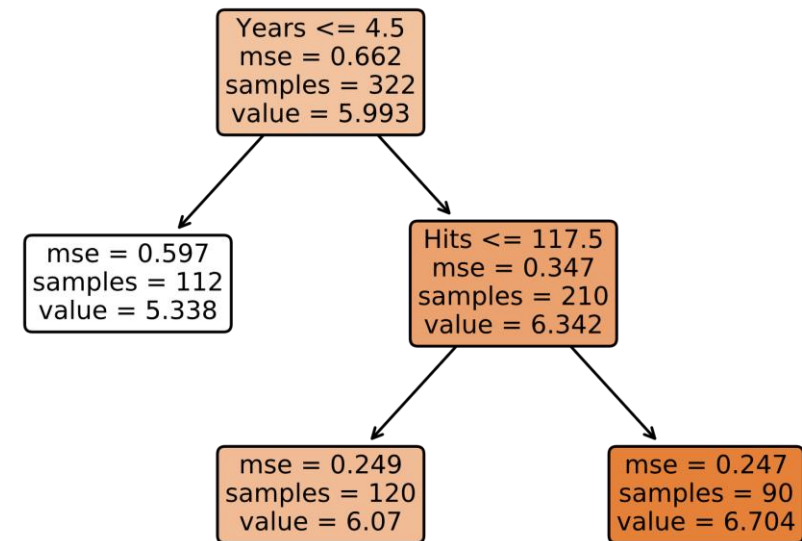 Years <= 4.5
mse = 0.662
samples = 322
value = 5.993
mse = 0.597
samples = 112
value = 5.338
Hits <= 117.5
mse = 0.347
samples = 210
value = 6.342
mse = 0.249
samples = 120
value = 6.07
mse = 0.247
samples = 90
value = 6.704